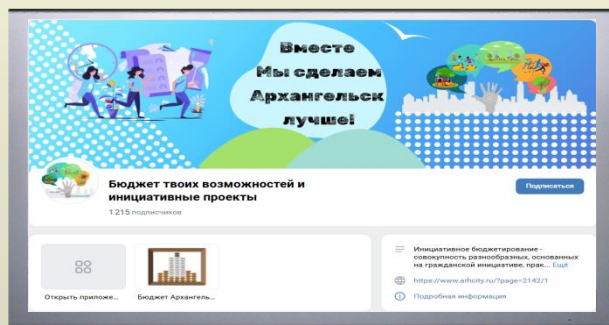 Вместе
Мы сделаем
Архангельск
лучше!
Бюджет твоих возможностей и
инициативные проекты
1 215 подписчиков
Подписаться
Открыть приложе...
Бюджет Архангель...
Инициативное бюджетирование -
совокупность разнообразных, основанных
на гражданской инициативе, прак... Ещё
https://www.arhcity.ru/?page=2142/1
Подробная информация